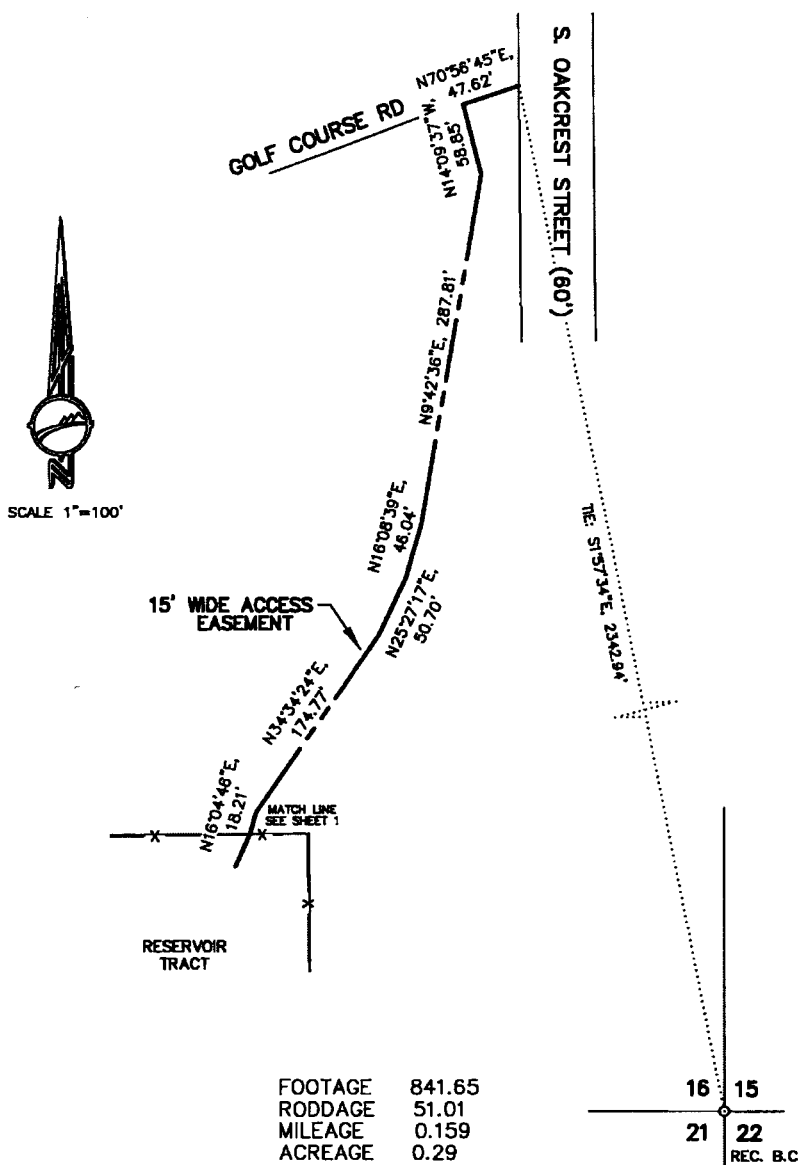 N70°56'45"E,
47.62'
S. OAKCREST STREET (60')
GOLF COURSE RD
N14°09'37"W,
58.85'
N9°42'36"E, 287.81'
SCALE 1"=100'
N16°08'39"E,
46.04'
TIE: S1°57'34"E, 2342.94'
15' WIDE ACCESS
EASEMENT
N25°27'17"E,
50.70'
N34°34'24"E,
174.77'
N16°04'46"E,
18.21'
MATCH LINE
SEE SHEET 1
RESERVOIR
TRACT
FOOTAGE 841.65
RODDAGE 51.01
MILEAGE 0.159
ACREAGE 0.29
16 15
21 22
REC. B.C